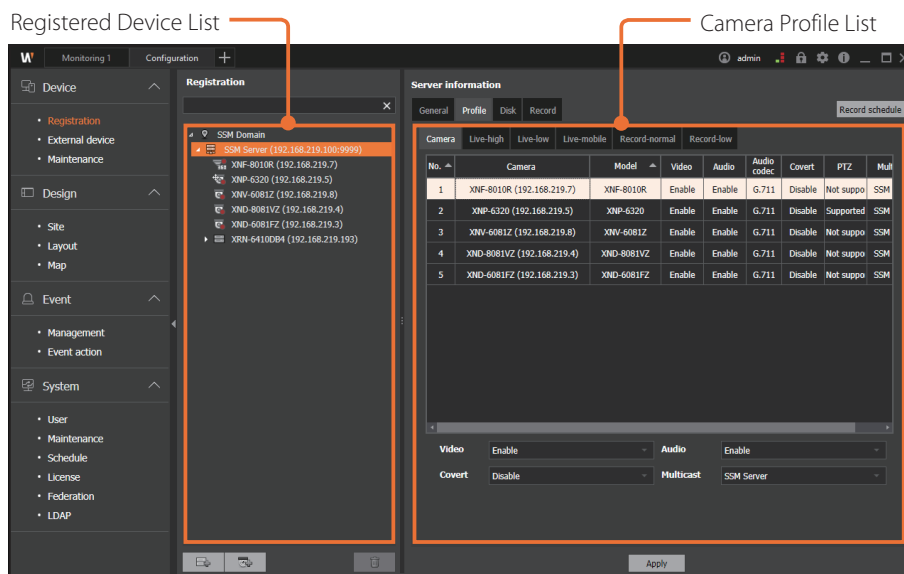 Registered Device List
Camera Profile List
W
Monitoring 1
Configuration
admin
Device
Registration
External device
Maintenance
Design
Site
Layout
Map
Event
Management
Event action
System
User
Maintenance
Schedule
License
Federation
LDAP
Registration
SSM Domain
SSM Server (192.168.219.100:9999)
XNF-8010R (192.168.219.7)
XNP-6320 (192.168.219.5)
XNV-6081Z (192.168.219.8)
XND-8081VZ (192.168.219.4)
XND-6081FZ (192.168.219.3)
XRN-6410DB4 (192.168.219.193)
Server information
General Profile Disk Record
Record schedule
Camera Live-high Live-low Live-mobile Record-normal Record-low
No. Camera Model Video Audio Audio codec Covert PTZ Mult
1 XNF-8010R (192.168.219.7) XNF-8010R Enable Enable G.711 Disable Not suppo SSM
2 XNP-6320 (192.168.219.5) XNP-6320 Enable Enable G.711 Disable Supported SSM
3 XNV-6081Z (192.168.219.8) XNV-6081Z Enable Enable G.711 Disable Not suppo SSM
4 XND-8081VZ (192.168.219.4) XND-8081VZ Enable Enable G.711 Disable Not suppo SSM
5 XND-6081FZ (192.168.219.3) XND-6081FZ Enable Enable G.711 Disable Not suppo SSM
Video Enable Audio Enable
Covert Disable Multicast SSM Server
Apply